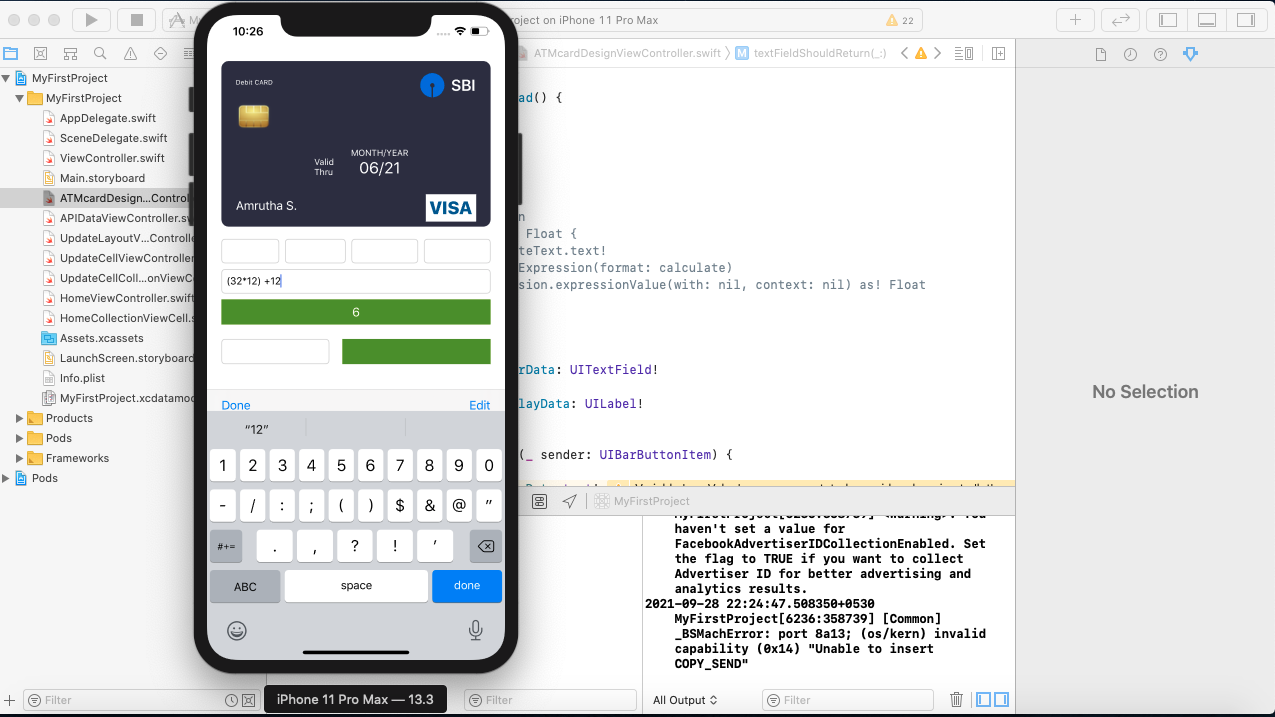 MyFirstProject
MyFirstProject
AppDelegate.swift
SceneDelegate.swift
ViewController.swift
Main.storyboard
ATMcardDesign...Control
APIDataViewController.sw
UpdateLayoutV...Controlle
UpdateCellViewController
UpdateCellColl...onViewC
HomeViewController.swift
HomeCollectionViewCell.s
Assets.xcassets
LaunchScreen.storyboard
Info.plist
MyFirstProject.xcdatamod
Products
Pods
Frameworks
Pods
Filter
10:26
Debit CARD
SBI
MONTH/YEAR
Valid
Thru
06/21
Amrutha S.
VISA
(32*12) +12
6
Done
Edit
“12”
1 2 3 4 5 6 7 8 9 0
- / : ; ( ) $ & @ ”
#+= . , ? ! ’
ABC space done
iPhone 11 Pro Max — 13.3
roject on iPhone 11 Pro Max
22
ATMcardDesignViewController.swift
M textFieldShouldReturn(_:)
ad() {
n
Float {
teText.text!
Expression(format: calculate)
sion.expressionValue(with: nil, context: nil) as! Float
rData: UITextField!
layData: UILabel!
(_ sender: UIBarButtonItem) {
MyFirstProject
haven't set a value for
FacebookAdvertiserIDCollectionEnabled. Set
the flag to TRUE if you want to collect
Advertiser ID for better advertising and
analytics results.
2021-09-28 22:24:47.508350+0530
MyFirstProject[6236:358739] [Common]
_BSMachError: port 8a13; (os/kern) invalid
capability (0x14) "Unable to insert
COPY_SEND"
Filter
All Output
Filter
No Selection